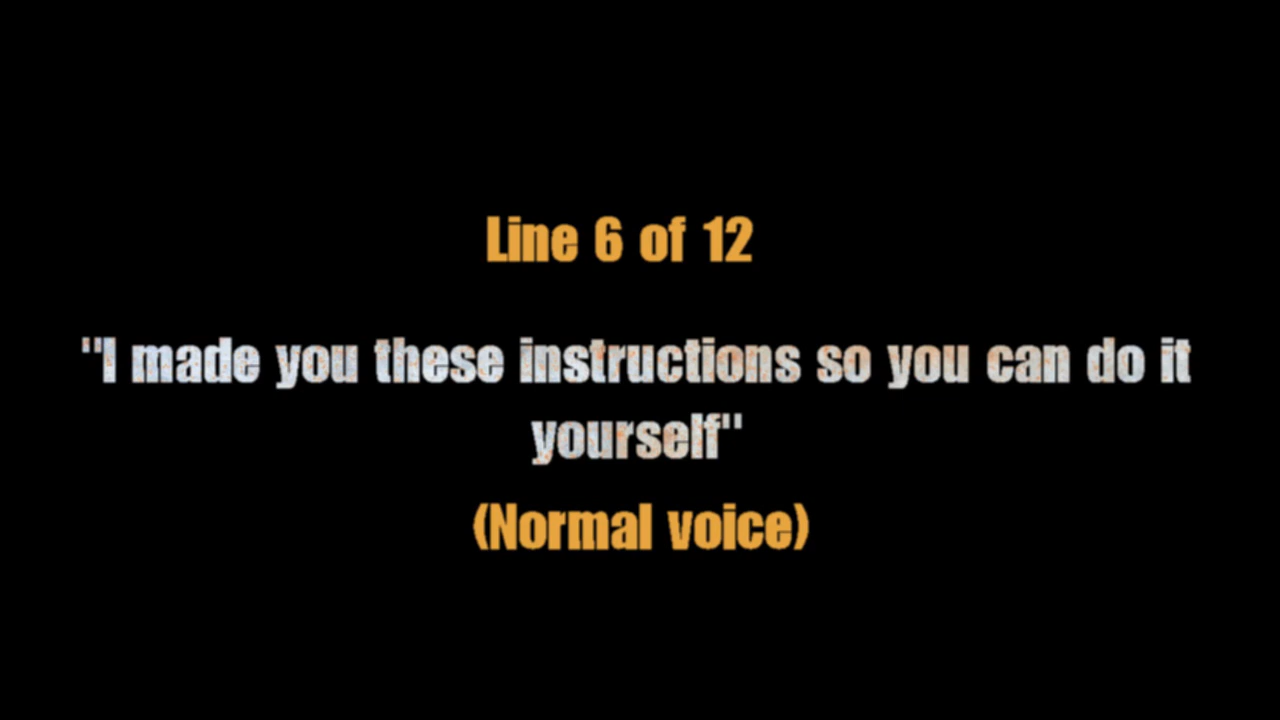 Line 6 of 12
"I made you these instructions so you can do it
yourself"
(Normal voice)